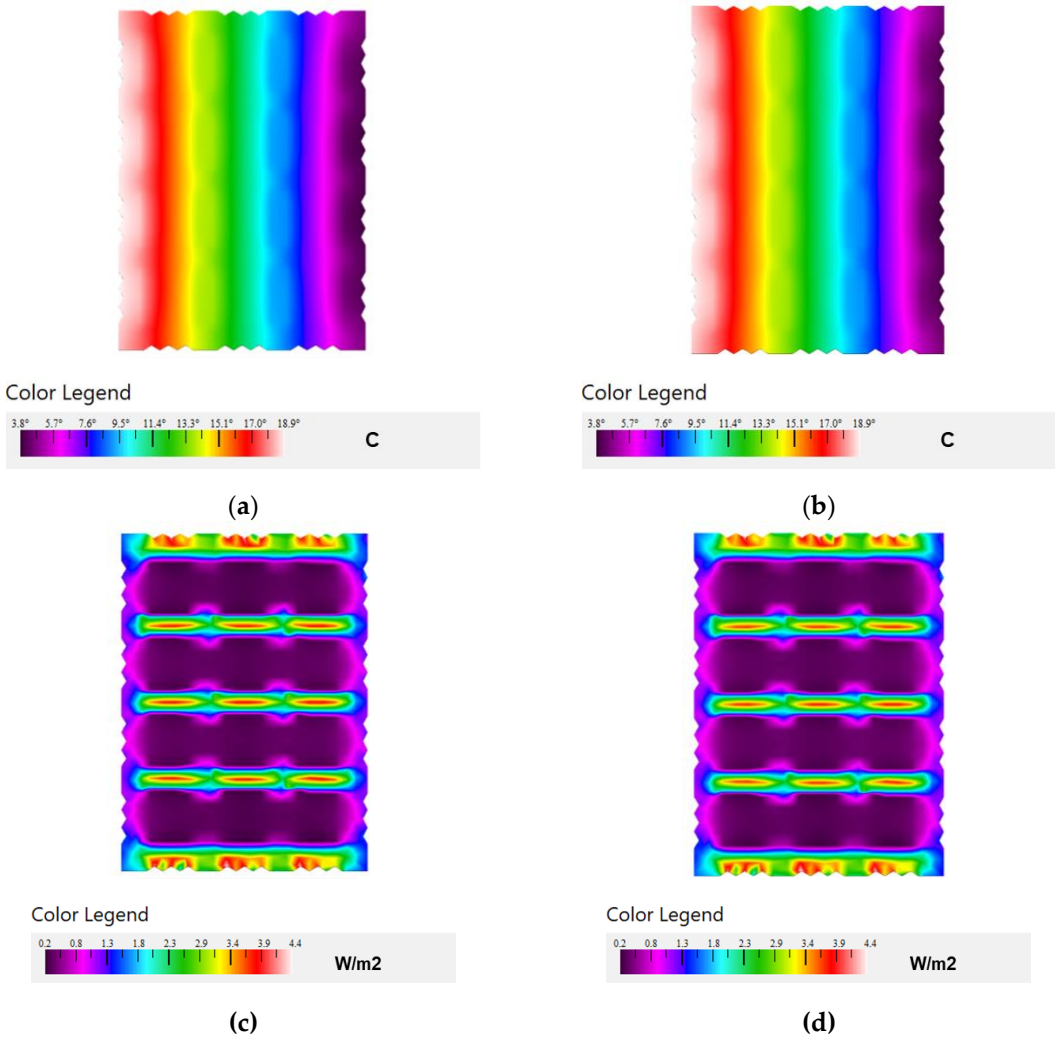 Color Legend
3.8° 5.7° 7.6° 9.5° 11.4° 13.3° 15.1° 17.0° 18.9°
C
(a)
Color Legend
3.8° 5.7° 7.6° 9.5° 11.4° 13.3° 15.1° 17.0° 18.9°
C
(b)
Color Legend
0.2 0.8 1.3 1.8 2.3 2.9 3.4 3.9 4.4
W/m2
(c)
Color Legend
0.2 0.8 1.3 1.8 2.3 2.9 3.4 3.9 4.4
W/m2
(d)